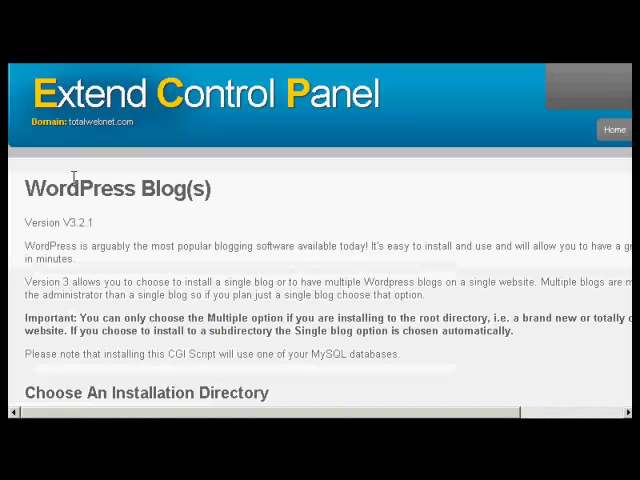 Extend Control Panel
Domain: totalwebnet.com
Home
WordPress Blog(s)
Version V3.2.1
WordPress is arguably the most popular blogging software available today! It's easy to install and use and will allow you to have a
in minutes.
Version 3 allows you to choose to install a single blog or to have multiple Wordpress blogs on a single website. Multiple blogs are
the administrator than a single blog so if you plan just a single blog choose that option.
Important: You can only choose the Multiple option if you are installing to the root directory, i.e. a brand new or totally
website. If you choose to install to a subdirectory the Single blog option is chosen automatically.
Please note that installing this CGI Script will use one of your MySQL databases.
Choose An Installation Directory